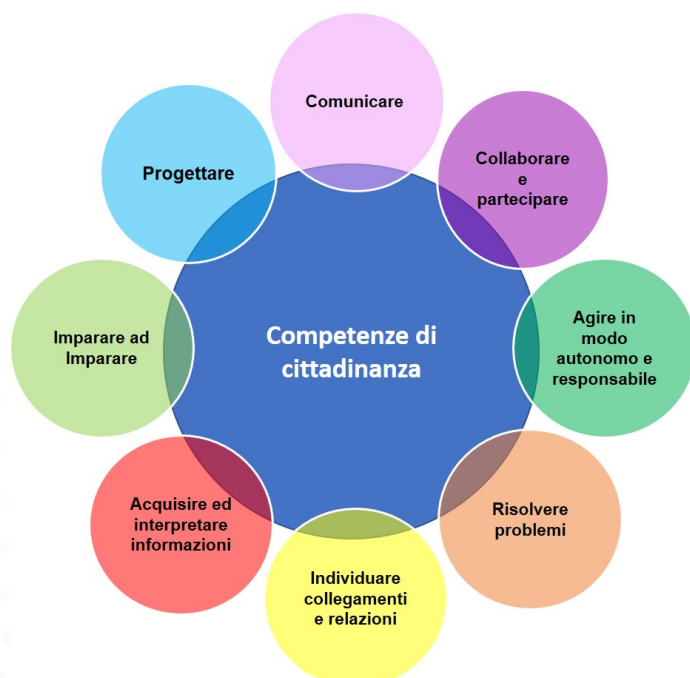 Comunicare
Collaborare
e
partecipare
Agire in
modo
autonomo e
responsabile
Risolvere
problemi
Individuare
collegamenti
e relazioni
Acquisire ed
interpretare
informazioni
Imparare ad
Imparare
Progettare
Competenze di
cittadinanza